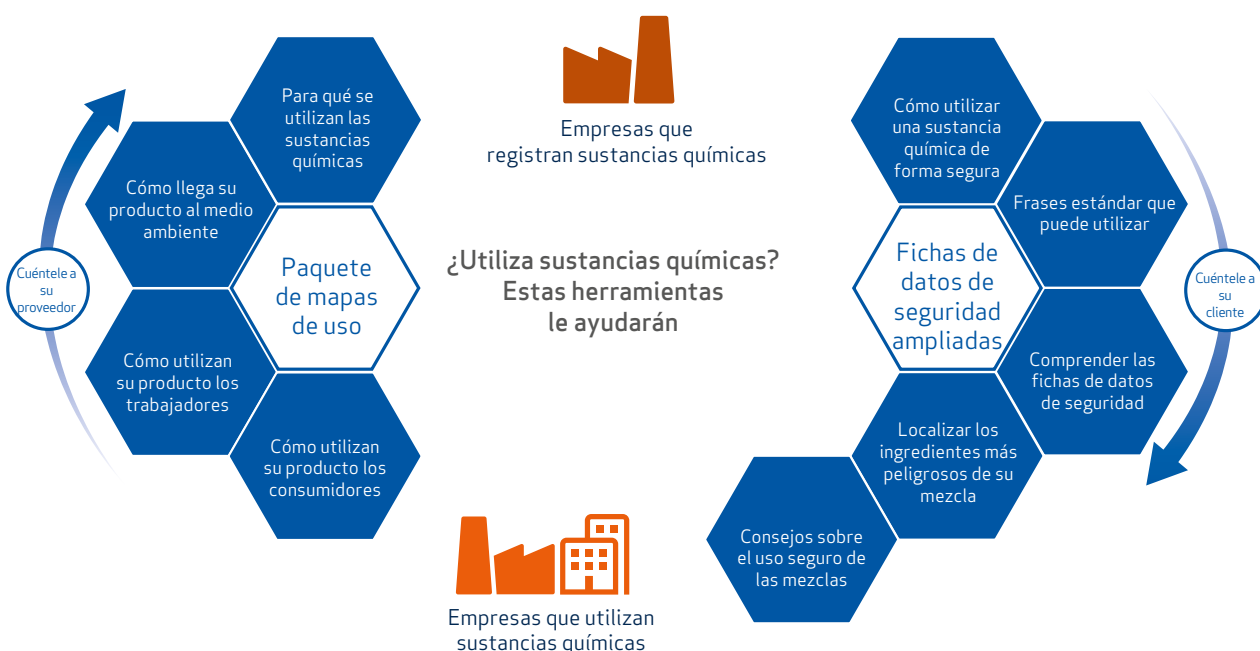 Para qué se
utilizan las
sustancias
químicas
Cómo llega su
producto al medio
ambiente
Cuéntele a
su
proveedor
Paquete
de mapas
de uso
Cómo utilizan
su producto los
trabajadores
Cómo utilizan
su producto los
consumidores
Empresas que
registran sustancias químicas
¿Utiliza sustancias químicas?
Estas herramientas
le ayudarán
Empresas que utilizan
sustancias químicas
Cómo utilizar
una sustancia
química de
forma segura
Frases estándar que
puede utilizar
Fichas de
datos de
seguridad
ampliadas
Cuéntele a
su
cliente
Comprender las
fichas de datos
de seguridad
Localizar los
ingredientes más
peligrosos de su
mezcla
Consejos sobre
el uso seguro de
las mezclas